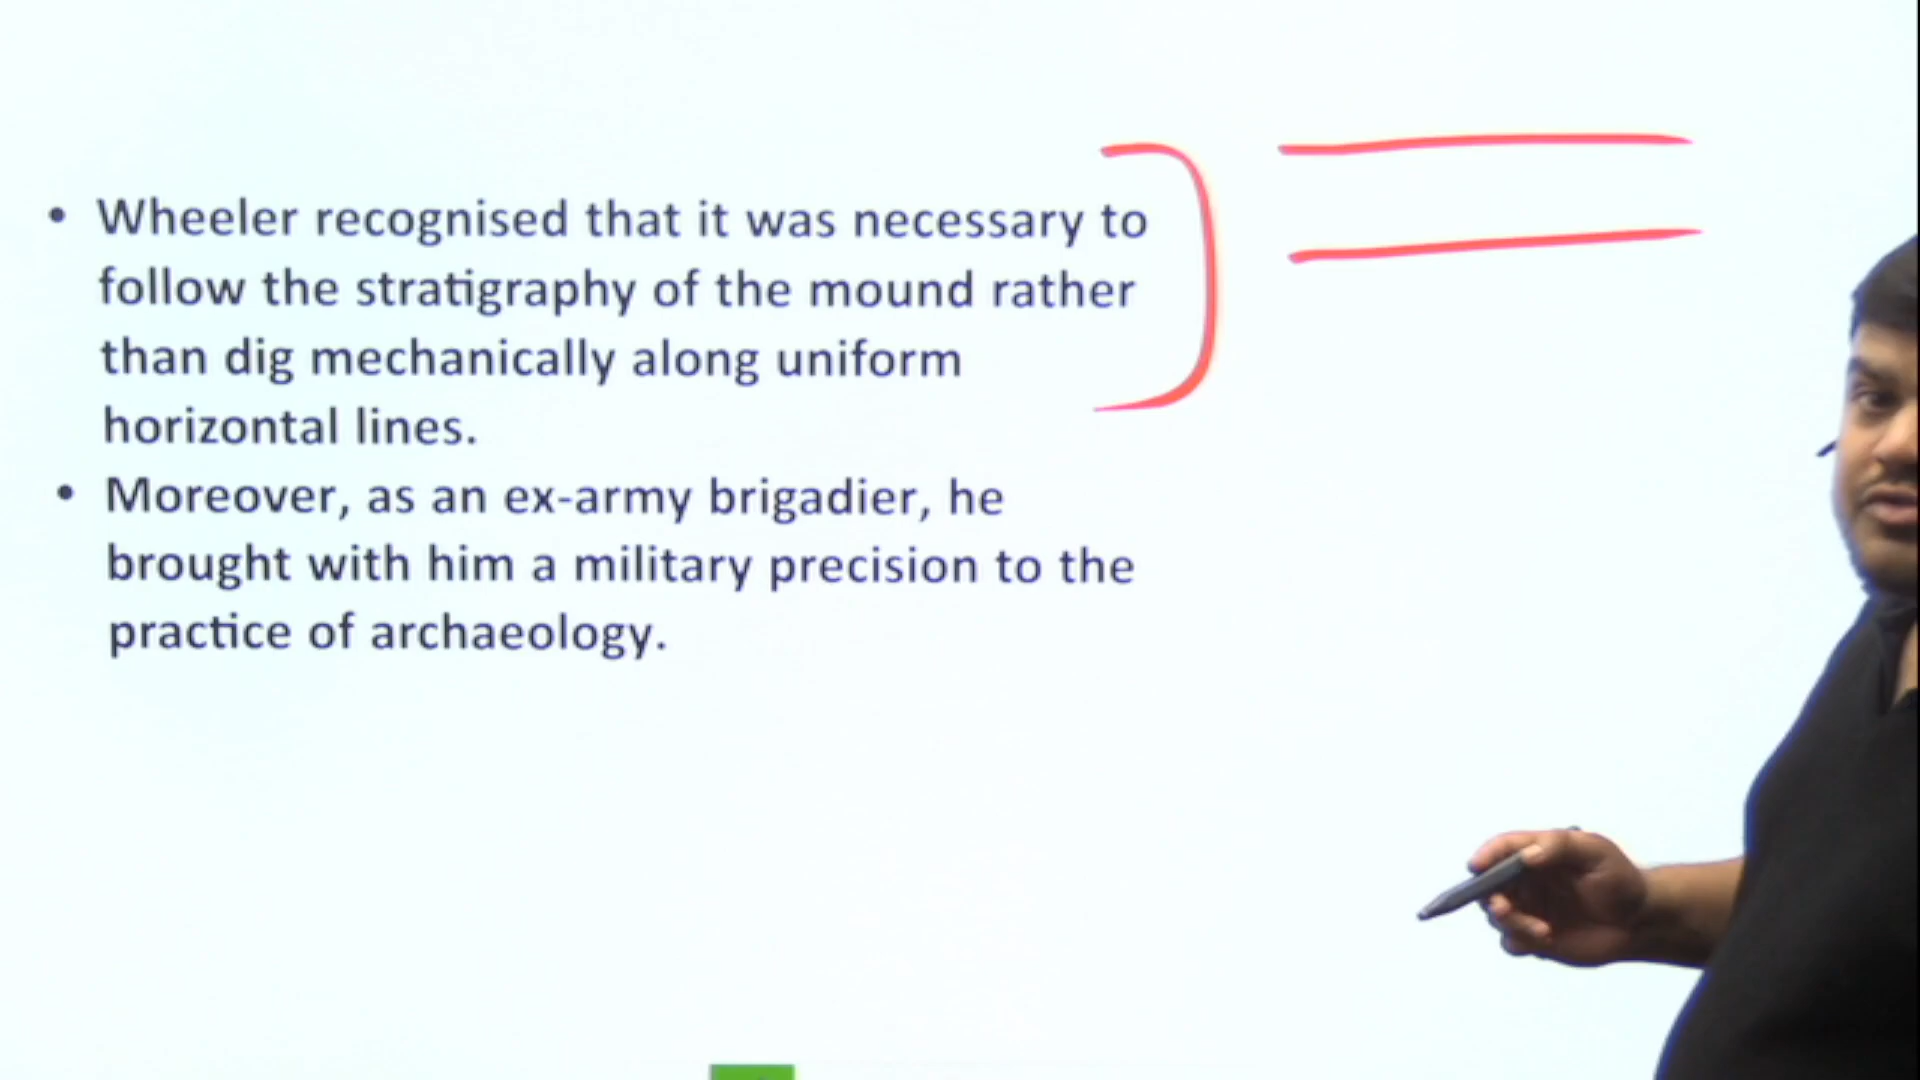 • Wheeler recognised that it was necessary to
follow the stratigraphy of the mound rather
than dig mechanically along uniform
horizontal lines.
• Moreover, as an ex-army brigadier, he
brought with him a military precision to the
practice of archaeology.